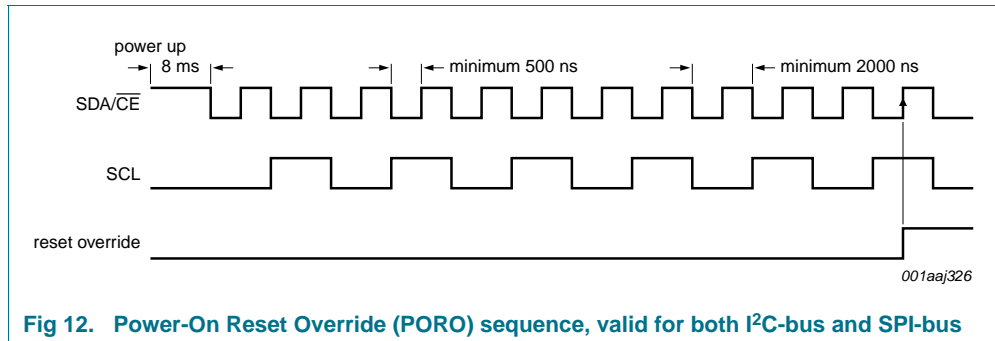 power up
8 ms
minimum 500 ns
minimum 2000 ns
SDA/CE
SCL
reset override
001aaj326
Fig 12. Power-On Reset Override (PORO) sequence, valid for both I2C-bus and SPI-bus